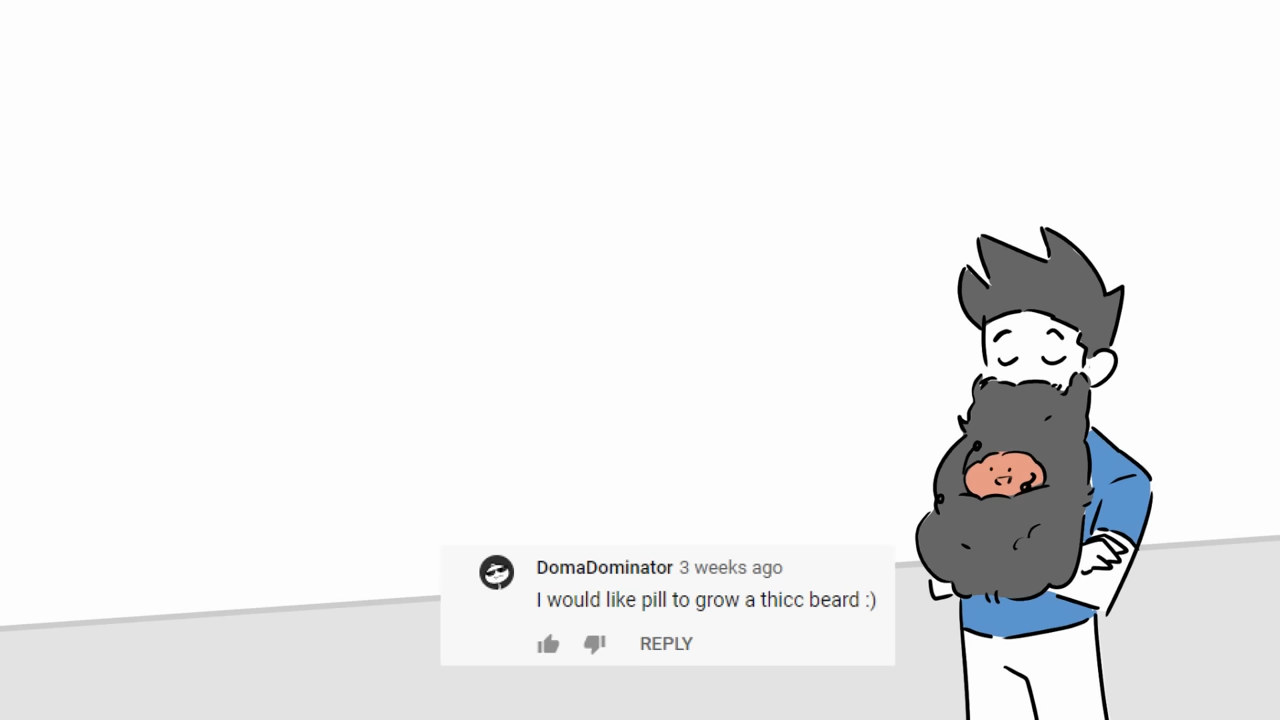 DomaDominator 3 weeks ago
I would like pill to grow a thicc beard :)
REPLY